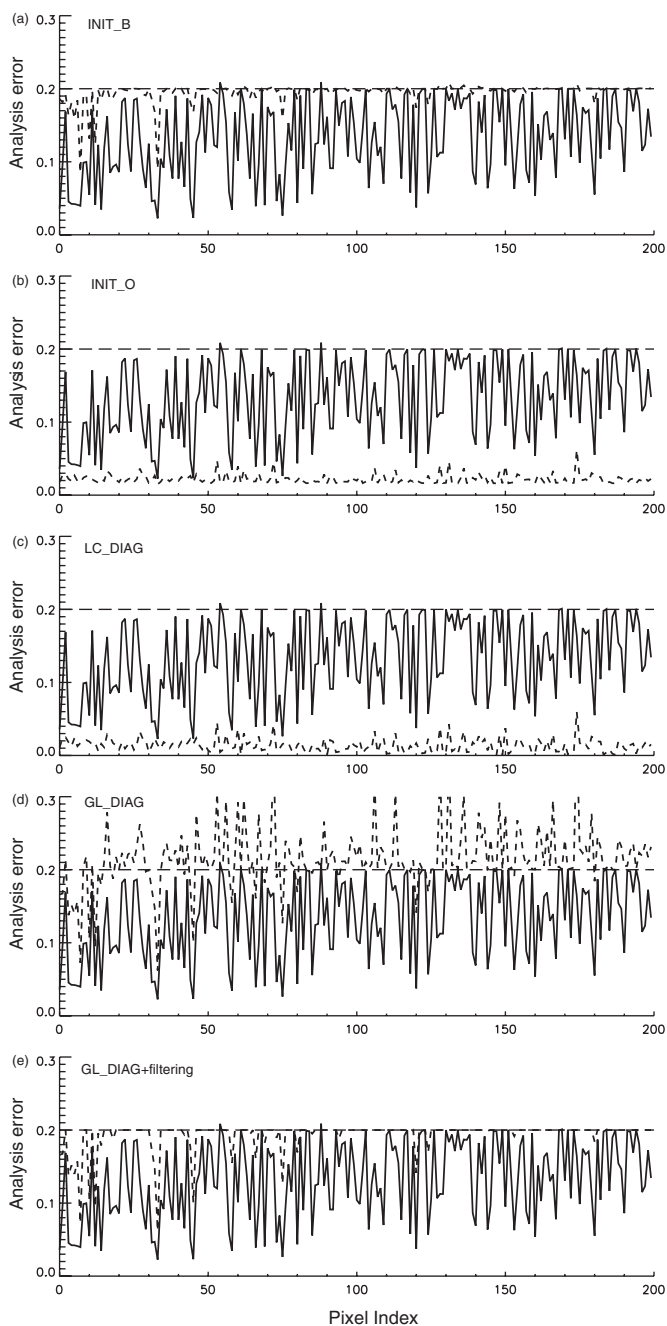 (a)
INIT_B
0.3
0.2
0.1
0.0
Analysis error
0 50 100 150 200
(b)
INIT_O
0.3
0.2
0.1
0.0
Analysis error
0 50 100 150 200
(c)
LC_DIAG
0.3
0.2
0.1
0.0
Analysis error
0 50 100 150 200
(d)
GL_DIAG
0.3
0.2
0.1
0.0
Analysis error
0 50 100 150 200
(e)
GL_DIAG+filtering
0.3
0.2
0.1
0.0
Analysis error
0 50 100 150 200
Pixel Index